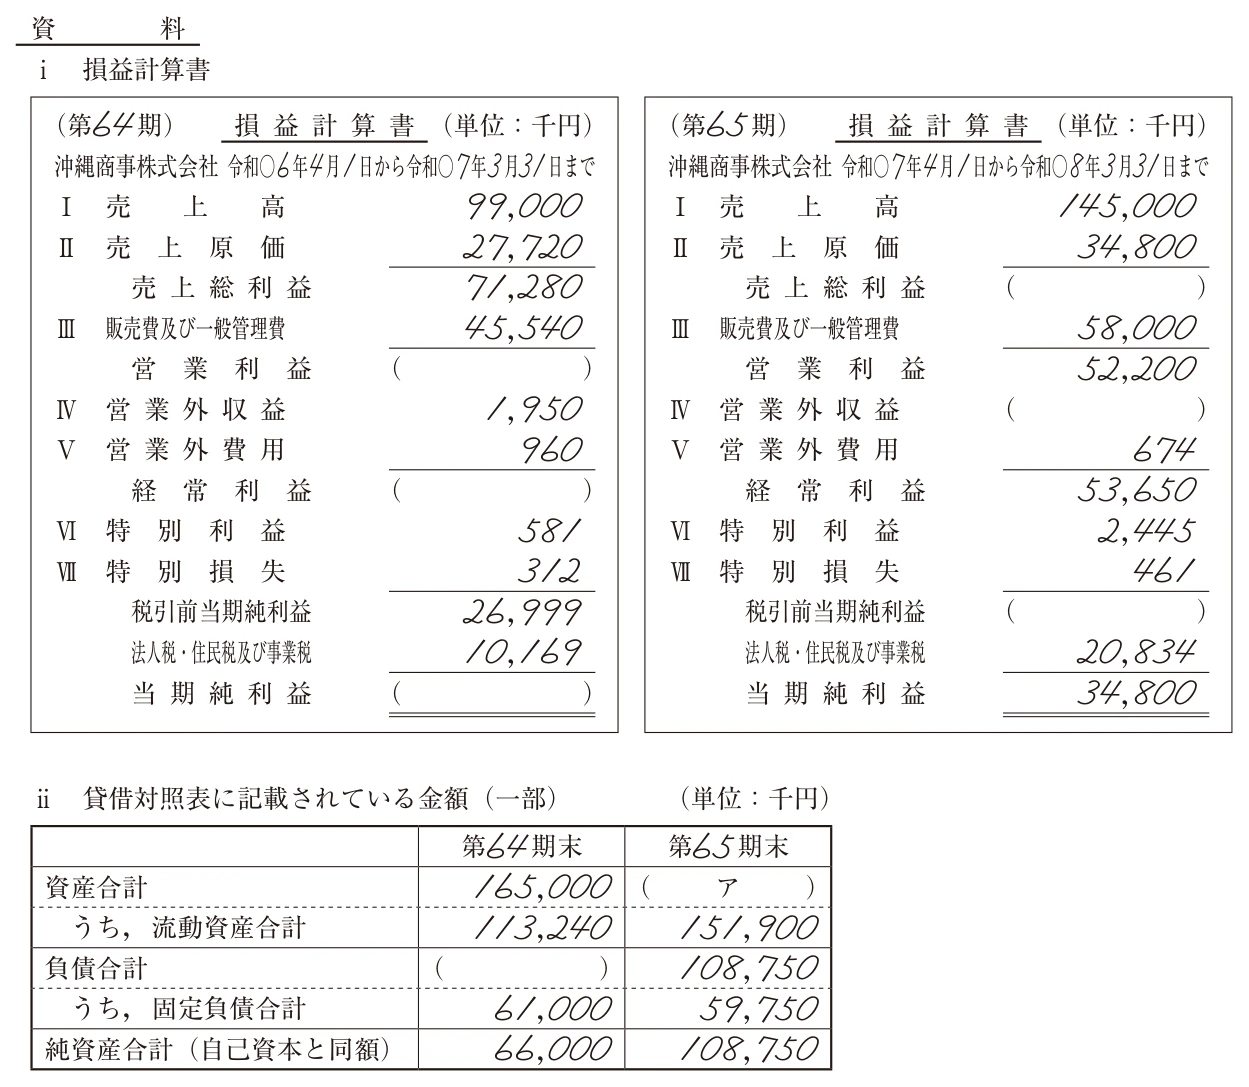 資料
ⅰ 損益計算書
（第64期） 損益計算書 （単位：千円）
沖縄商事株式会社 令和○6年4月1日から令和○7年3月31日まで
Ⅰ 売上高 99,000
Ⅱ 売上原価 27,720
売上総利益 71,280
Ⅲ 販売費及び一般管理費 45,540
営業利益 （ ）
Ⅳ 営業外収益 1,950
Ⅴ 営業外費用 960
経常利益 （ ）
Ⅵ 特別利益 581
Ⅶ 特別損失 312
税引前当期純利益 26,999
法人税・住民税及び事業税 10,169
当期純利益 （ ）
（第65期） 損益計算書 （単位：千円）
沖縄商事株式会社 令和○7年4月1日から令和○8年3月31日まで
Ⅰ 売上高 145,000
Ⅱ 売上原価 34,800
売上総利益 （ ）
Ⅲ 販売費及び一般管理費 58,000
営業利益 52,200
Ⅳ 営業外収益 （ ）
Ⅴ 営業外費用 674
経常利益 53,650
Ⅵ 特別利益 2,445
Ⅶ 特別損失 461
税引前当期純利益 （ ）
法人税・住民税及び事業税 20,834
当期純利益 34,800
ⅱ 貸借対照表に記載されている金額（一部） （単位：千円）
第64期末 第65期末
資産合計 165,000 （ ア ）
うち，流動資産合計 113,240 151,900
負債合計 （ ） 108,750
うち，固定負債合計 61,000 59,750
純資産合計（自己資本と同額） 66,000 108,750